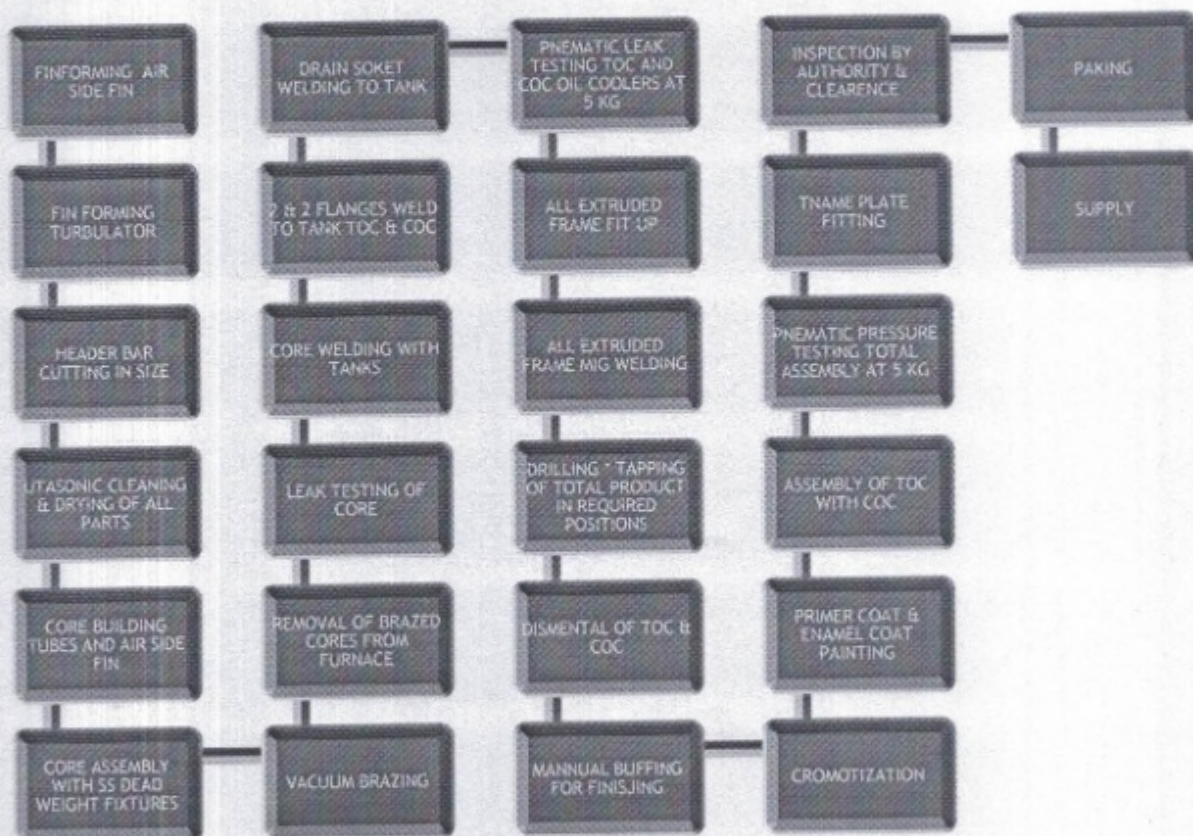 FINFORMING AIR
SIDE FIN
FIN FORMING
TURBULATOR
HEADER BAR
CUTTING IN SIZE
UTASONIC CLEANING
& DRYING OF ALL
PARTS
CORE BUILDING
TUBES AND AIR SIDE
FIN
CORE ASSEMBLY
WITH SS DEAD
WEIGHT FIXTURES
VACUUM BRAZING
REMOVAL OF BRAZED
CORES FROM
FURNACE
LEAK TESTING OF
CORE
CORE WELDING WITH
TANKS
2 & 2 FLANGES WELD
TO TANK TOC & COC
DRAIN SOKET
WELDING TO TANK
PNEMATIC LEAK
TESTING TOC AND
COC OIL COOLERS AT
5 KG
ALL EXTRUDED
FRAME FIT UP
ALL EXTRUDED
FRAME MIG WELDING
DRILLING " TAPPING
OF TOTAL PRODUCT
IN REQUIRED
POSITIONS
DISMENTAL OF TOC &
COC
MANNUAL BUFFING
FOR FINISJING
CROMOTIZATION
PRIMER COAT &
ENAMEL COAT
PAINTING
ASSEMBLY OF TOC
WITH COC
PNEMATIC PRESSURE
TESTING TOTAL
ASSEMBLY AT 5 KG
TNAME PLATE
FITTING
INSPECTION BY
AUTHORITY &
CLEARENCE
PAKING
SUPPLY